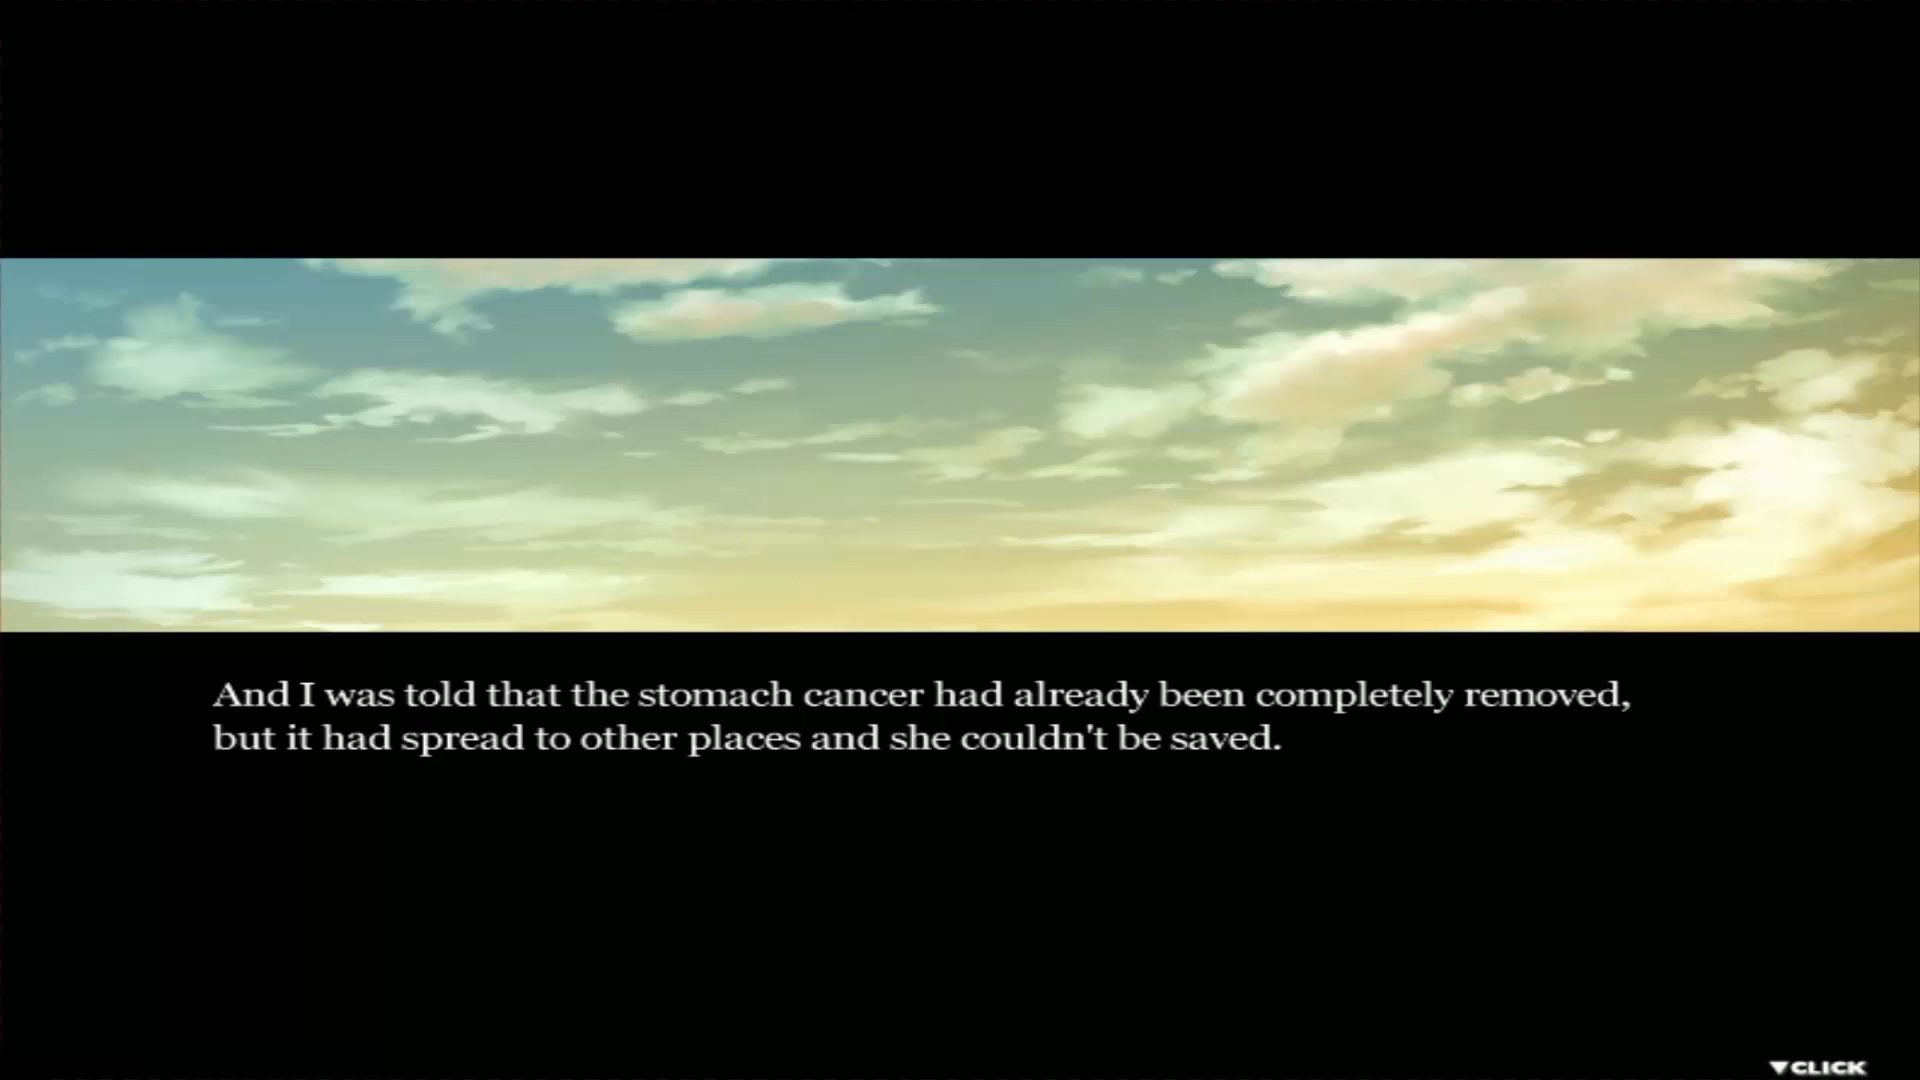 And I was told that the stomach cancer had already been completely removed,
but it had spread to other places and she couldn't be saved.
▼CLICK